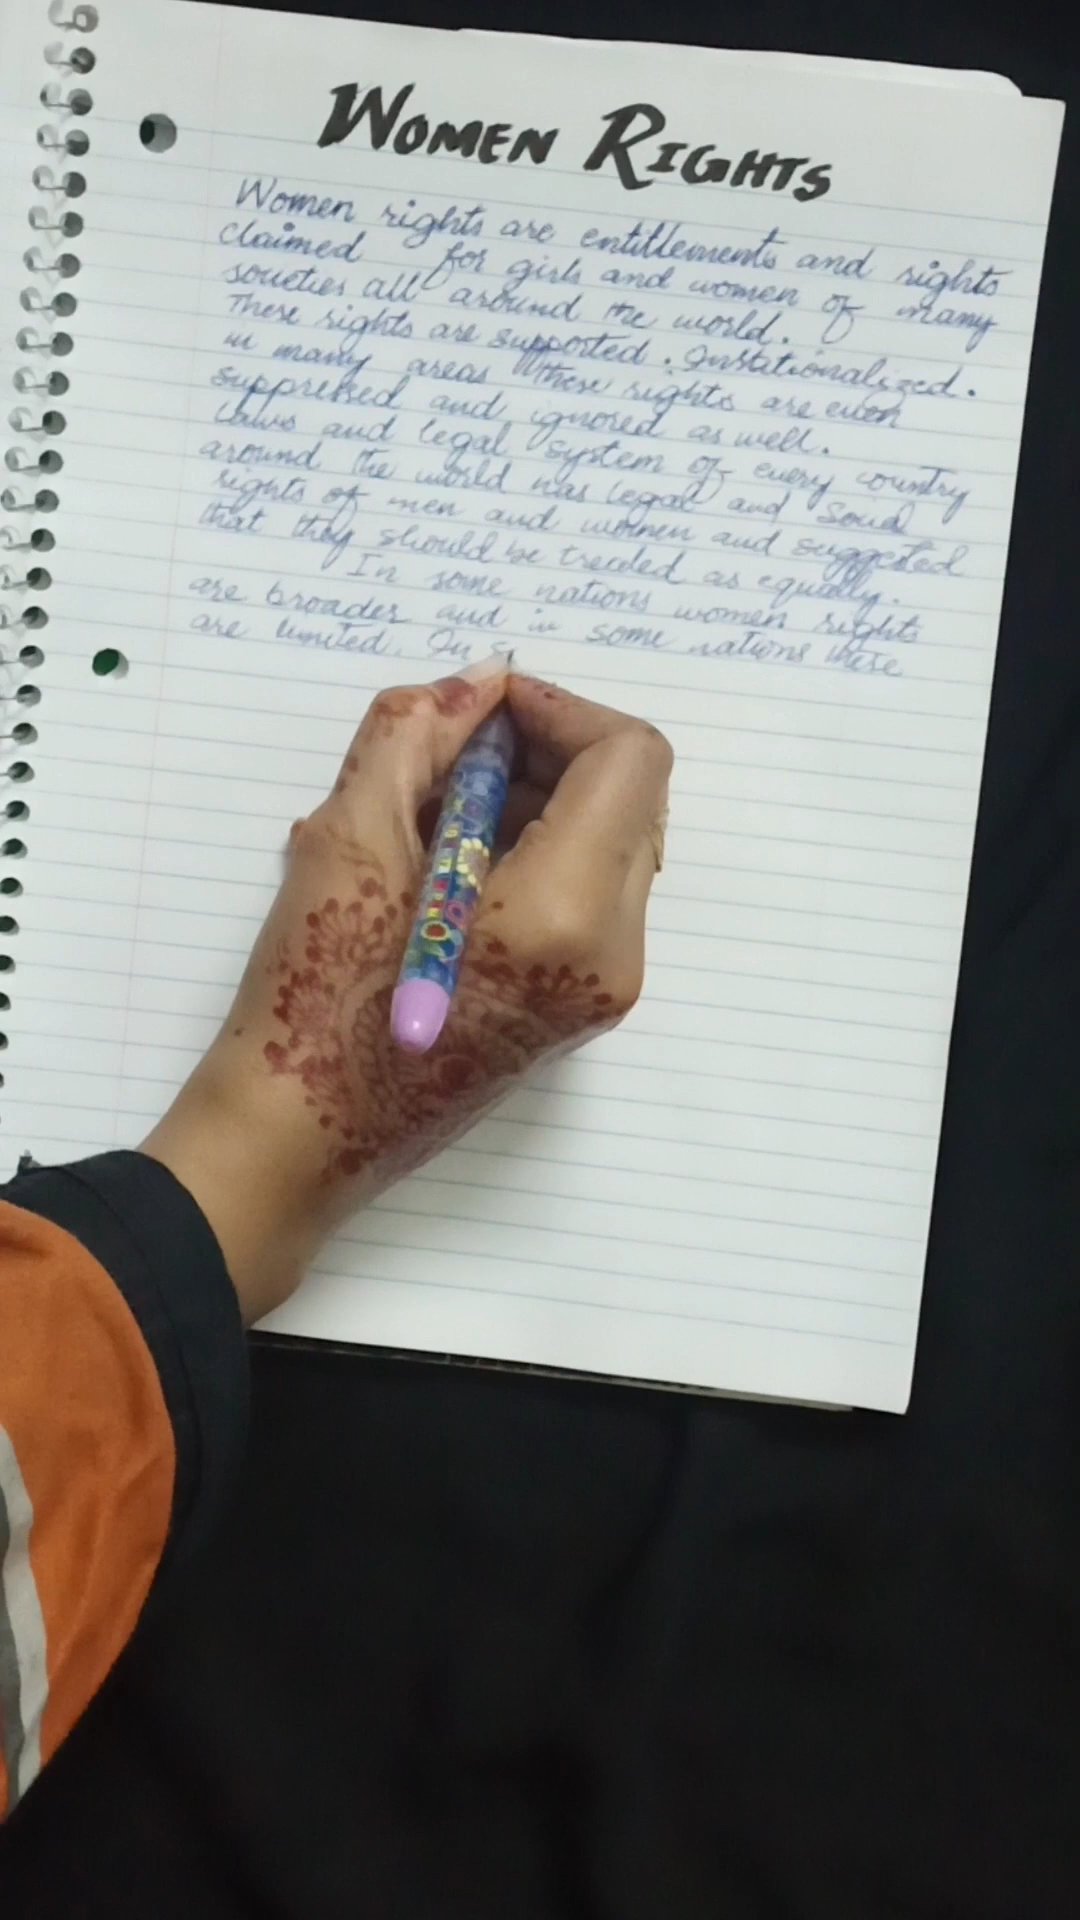 WOMEN RIGHTS
Women rights are entitlements and rights
claimed for girls and women of many
societies all around the world.
These rights are supported. Institionalized.
in many areas these rights are even
suppressed and ignored as well.
Laws and legal system of every country
around the world has legal and
rights of men and women and suggested
that they should be treated as equally.
In some nations women rights
are broader and in some nations these
are limited. In